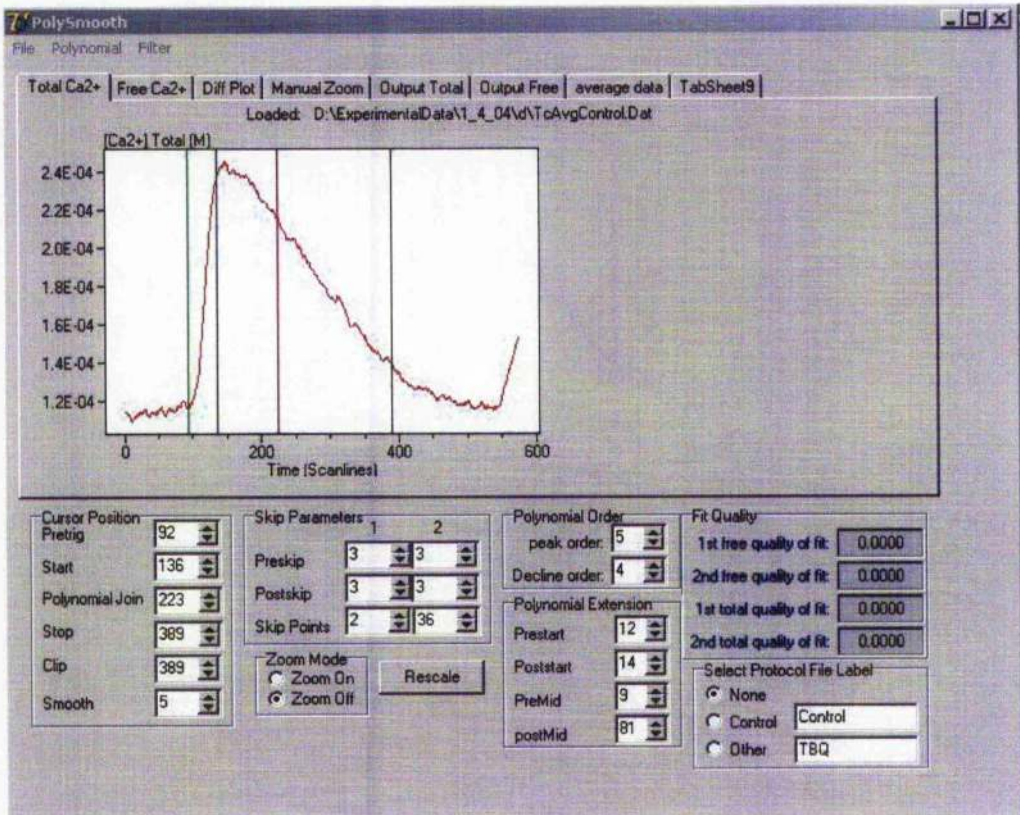 PolySmooth
File Polynomial Filter
Total Ca2+ Free Ca2+ Diff Plot Manual Zoom Output Total Output Free average data TabSheet9
Loaded: D:\ExperimentalData\1_4_04\d\TcAvgControl.Dat
[Ca2+] Total [M]
2.4E-04
2.2E-04
2.0E-04
1.8E-04
1.6E-04
1.4E-04
1.2E-04
0 200 400 600
Time [Scanlines]
Cursor Position
Pretrig 92
Start 136
Polynomial Join 223
Stop 389
Clip 389
Smooth 5
Skip Parameters
1 2
Preskip 3 3
Postskip 3 3
Skip Points 2 36
Zoom Mode
Zoom On
Zoom Off
Rescale
Polynomial Order
peak order: 5
Decline order: 4
Polynomial Extension
Prestart 12
Poststart 14
PreMid 9
postMid 81
Fit Quality
1st free quality of fit: 0.0000
2nd free quality of fit: 0.0000
1st total quality of fit: 0.0000
2nd total quality of fit: 0.0000
Select Protocol File Label
None
Control Control
Other TBQ